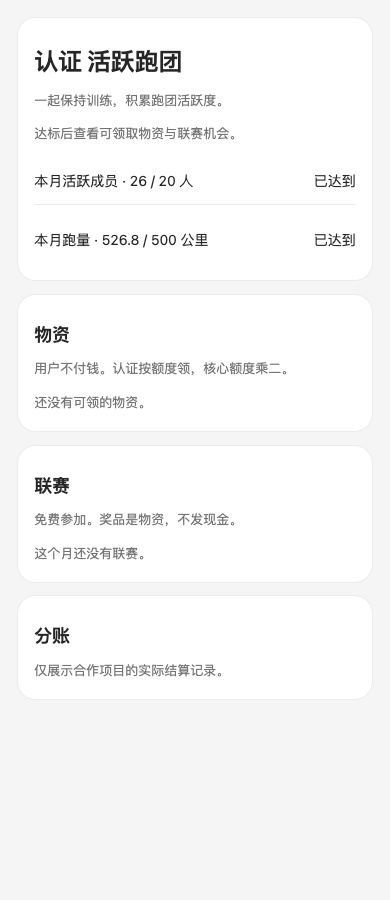 认证 活跃跑团
一起保持训练，积累跑团活跃度。
达标后查看可领取物资与联赛机会。
本月活跃成员 · 26 / 20 人 已达到
本月跑量 · 526.8 / 500 公里 已达到
物资
用户不付钱。认证按额度领，核心额度乘二。
还没有可领的物资。
联赛
免费参加。奖品是物资，不发现金。
这个月还没有联赛。
分账
仅展示合作项目的实际结算记录。